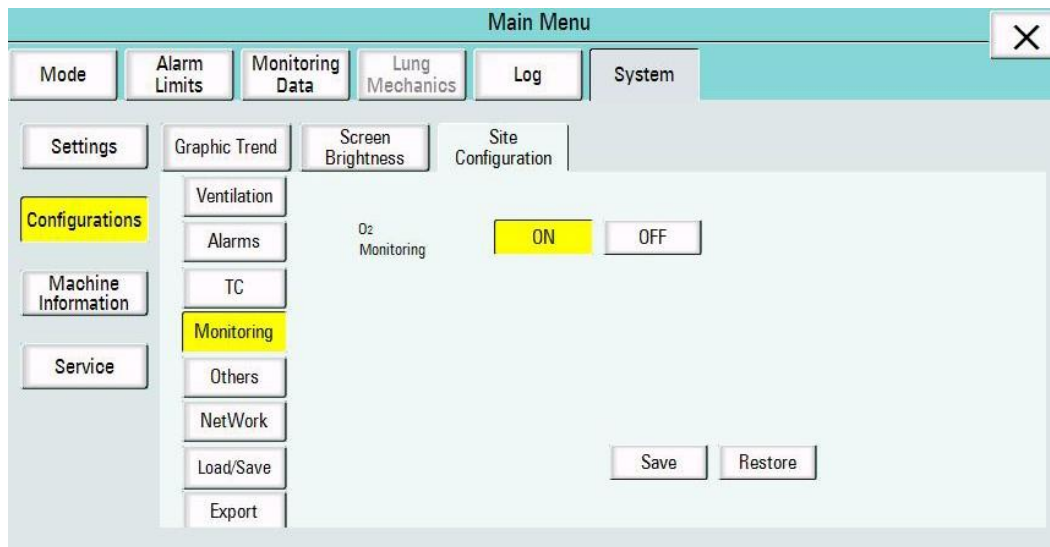 Main Menu
Mode
Alarm
Limits
Monitoring
Data
Lung
Mechanics
Log
System
Settings
Graphic Trend
Screen
Brightness
Site
Configuration
Configurations
Machine
Information
Service
Ventilation
Alarms
TC
Monitoring
Others
NetWork
Load/Save
Export
O₂
Monitoring
ON
OFF
Save
Restore